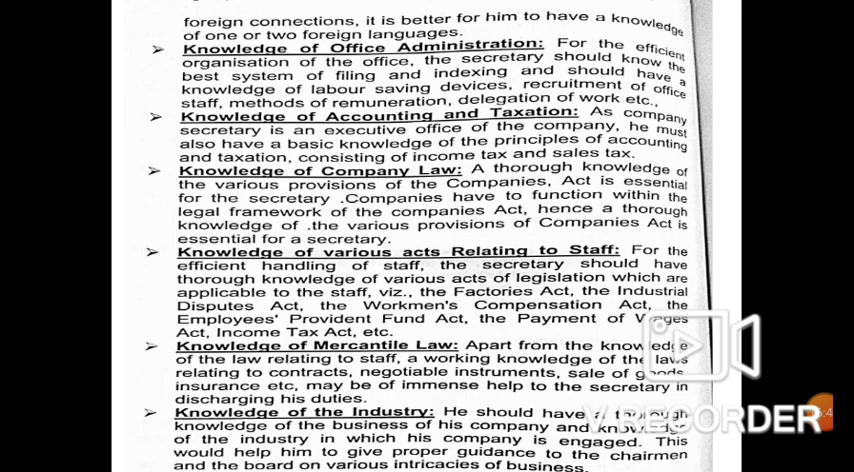 foreign connections, it is better for him to have a knowledge
of one or two foreign languages.
➢ Knowledge of Office Administration: For the efficient
organisation of the office, the secretary should know the
best system of filing and indexing and should have a
knowledge of labour saving devices, recruitment of office
staff, methods of remuneration, delegation of work etc.,
➢ Knowledge of Accounting and Taxation: As company
secretary is an executive office of the company, he must
also have a basic knowledge of the principles of accounting
and taxation, consisting of income tax and sales tax.
➢ Knowledge of Company Law: A thorough knowledge of
the various provisions of the Companies, Act is essential
for the secretary .Companies have to function within the
legal framework of the companies Act, hence a thorough
knowledge of .the various provisions of Companies Act is
essential for a secretary.
➢ Knowledge of various acts Relating to Staff: For the
efficient handling of staff, the secretary should have
thorough knowledge of various acts of legislation which are
applicable to the staff, viz., the Factories Act, the Industrial
Disputes Act, the Workmen's Compensation Act, the
Employees' Provident Fund Act, the Payment of Wages
Act, Income Tax Act, etc.
➢ Knowledge of Mercantile Law: Apart from the knowledge
of the law relating to staff, a working knowledge of the laws
relating to contracts, negotiable instruments, sale of goods,
insurance etc, may be of immense help to the secretary in
discharging his duties.
➢ Knowledge of the Industry: He should have a thorough
knowledge of the business of his company and knowledge
of the industry in which his company is engaged. This
would help him to give proper guidance to the chairmen
and the board on various intricacies of business.
V RECORDER